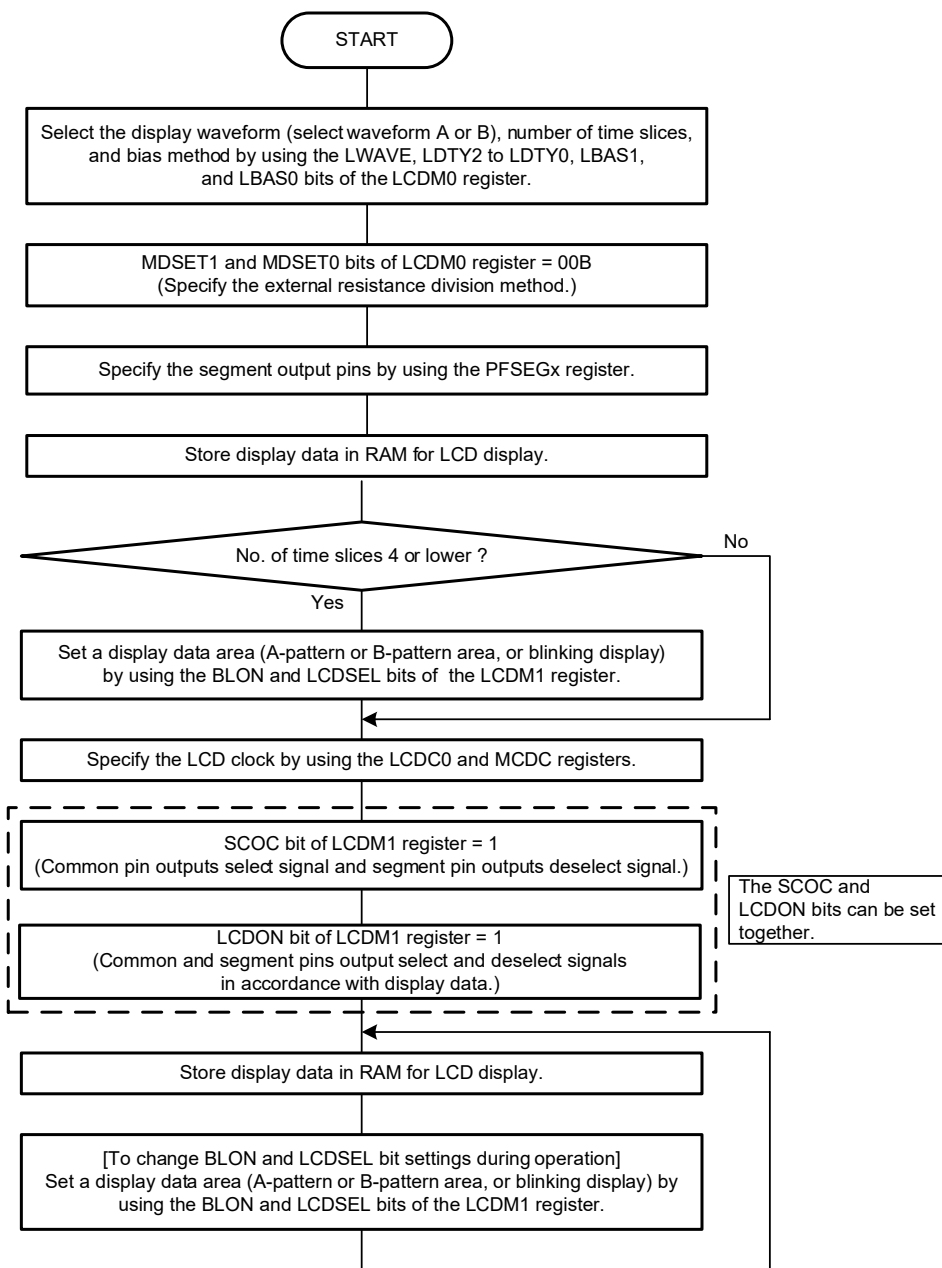 START
Select the display waveform (select waveform A or B), number of time slices,
and bias method by using the LWAVE, LDTY2 to LDTY0, LBAS1,
and LBAS0 bits of the LCDM0 register.
MDSET1 and MDSET0 bits of LCDM0 register = 00B
(Specify the external resistance division method.)
Specify the segment output pins by using the PFSEGx register.
Store display data in RAM for LCD display.
No. of time slices 4 or lower ?
No
Yes
Set a display data area (A-pattern or B-pattern area, or blinking display)
by using the BLON and LCDSEL bits of the LCDM1 register.
Specify the LCD clock by using the LCDC0 and MCDC registers.
SCOC bit of LCDM1 register = 1
(Common pin outputs select signal and segment pin outputs deselect signal.)
The SCOC and
LCDON bits can be set
together.
LCDON bit of LCDM1 register = 1
(Common and segment pins output select and deselect signals
in accordance with display data.)
Store display data in RAM for LCD display.
[To change BLON and LCDSEL bit settings during operation]
Set a display data area (A-pattern or B-pattern area, or blinking display) by
using the BLON and LCDSEL bits of the LCDM1 register.